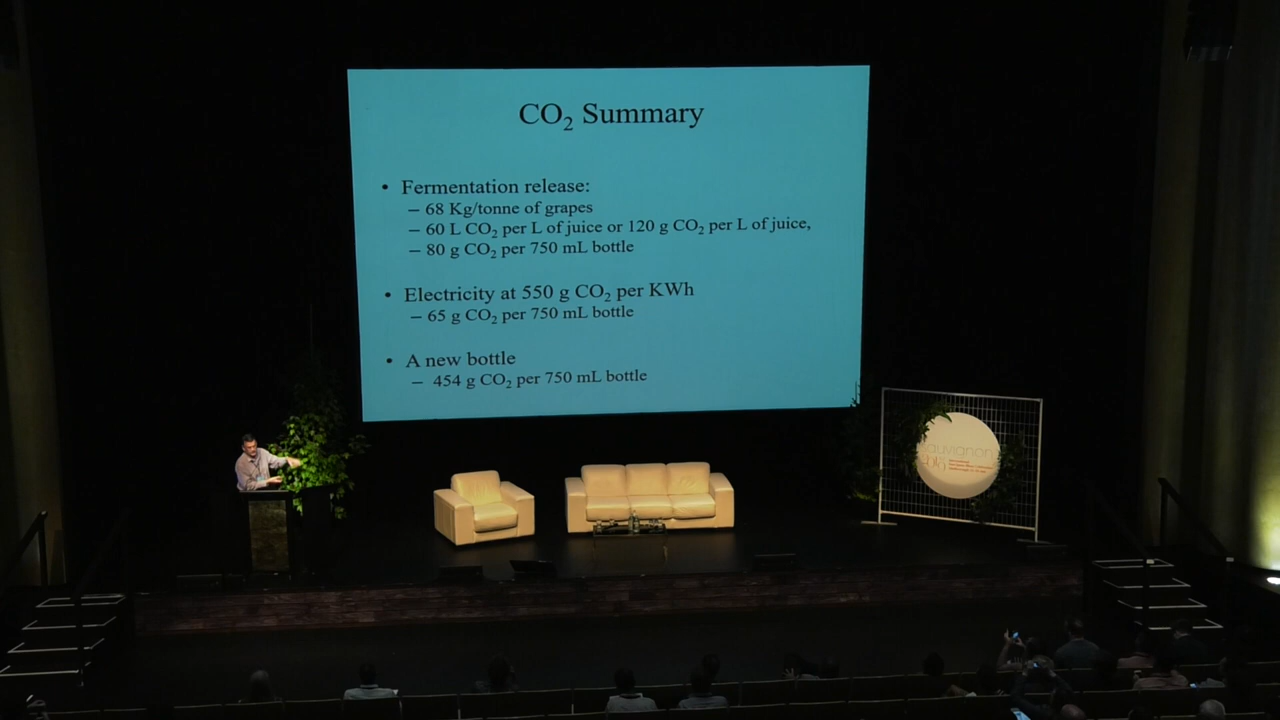 CO₂ Summary
• Fermentation release:
– 68 Kg/tonne of grapes
– 60 L CO₂ per L of juice or 120 g CO₂ per L of juice,
– 80 g CO₂ per 750 mL bottle
• Electricity at 550 g CO₂ per KWh
– 65 g CO₂ per 750 mL bottle
• A new bottle
– 454 g CO₂ per 750 mL bottle
sauvignon